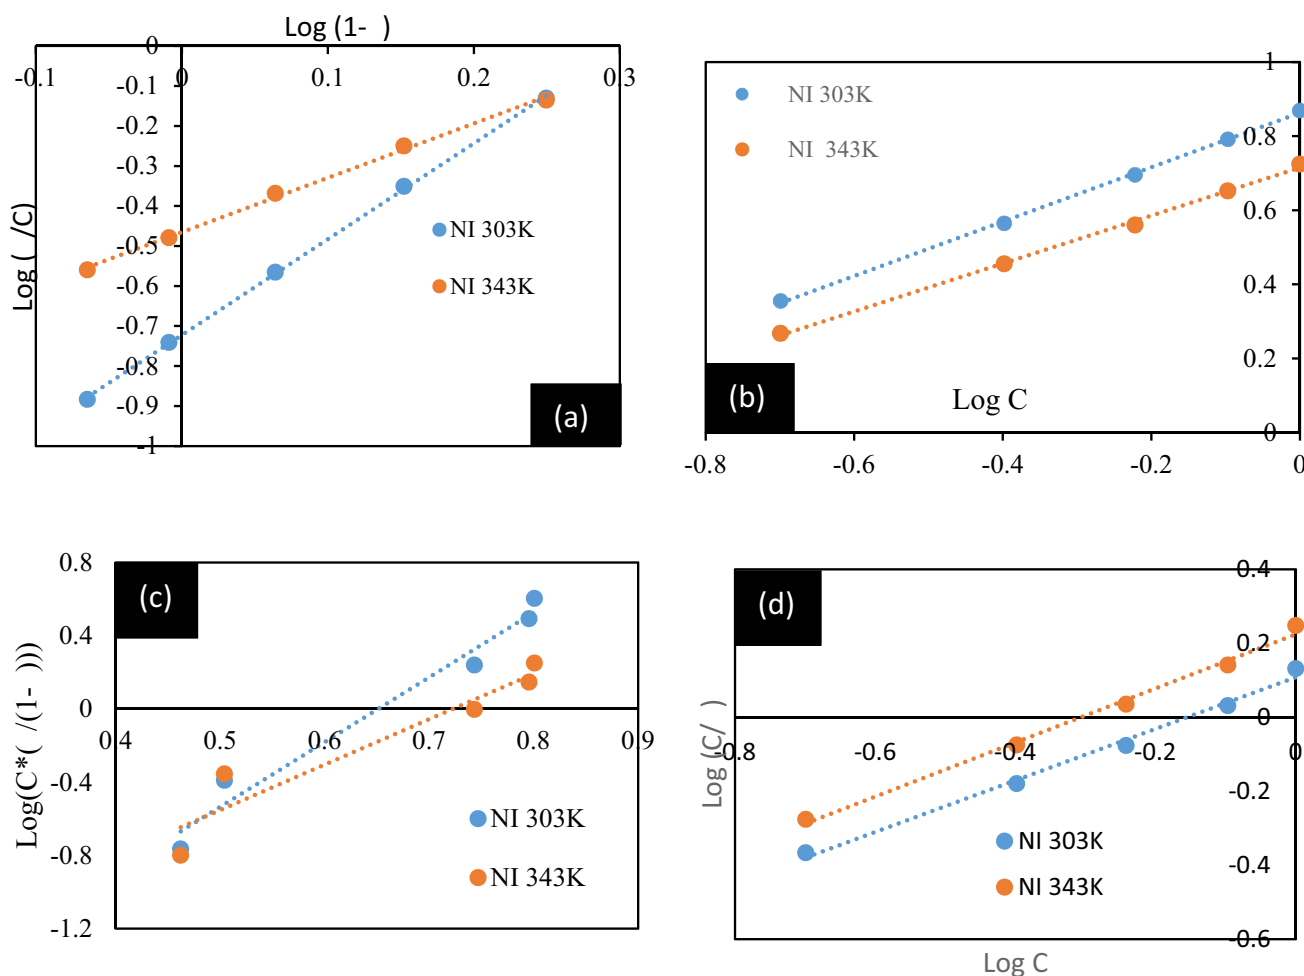 Log (1- )
-0.1 0 0.1 0.2 0.3
0
-0.1
-0.2
-0.3
-0.4
-0.5
-0.6
-0.7
-0.8
-0.9
-1
Log ( /C)
NI 303K
NI 343K
(a)
NI 303K
NI 343K
1
0.8
0.6
0.4
0.2
0
(b)
Log C
-0.8 -0.6 -0.4 -0.2 0
0.8
0.4
0
-0.4
-0.8
-1.2
(c)
0.4 0.5 0.6 0.7 0.8 0.9
Log(C*( /(1- )))
NI 303K
NI 343K
0.4
0.2
0
-0.2
-0.4
-0.6
(d)
-0.8 -0.6 -0.4 -0.2 0
Log (C/ )
NI 303K
NI 343K
Log C